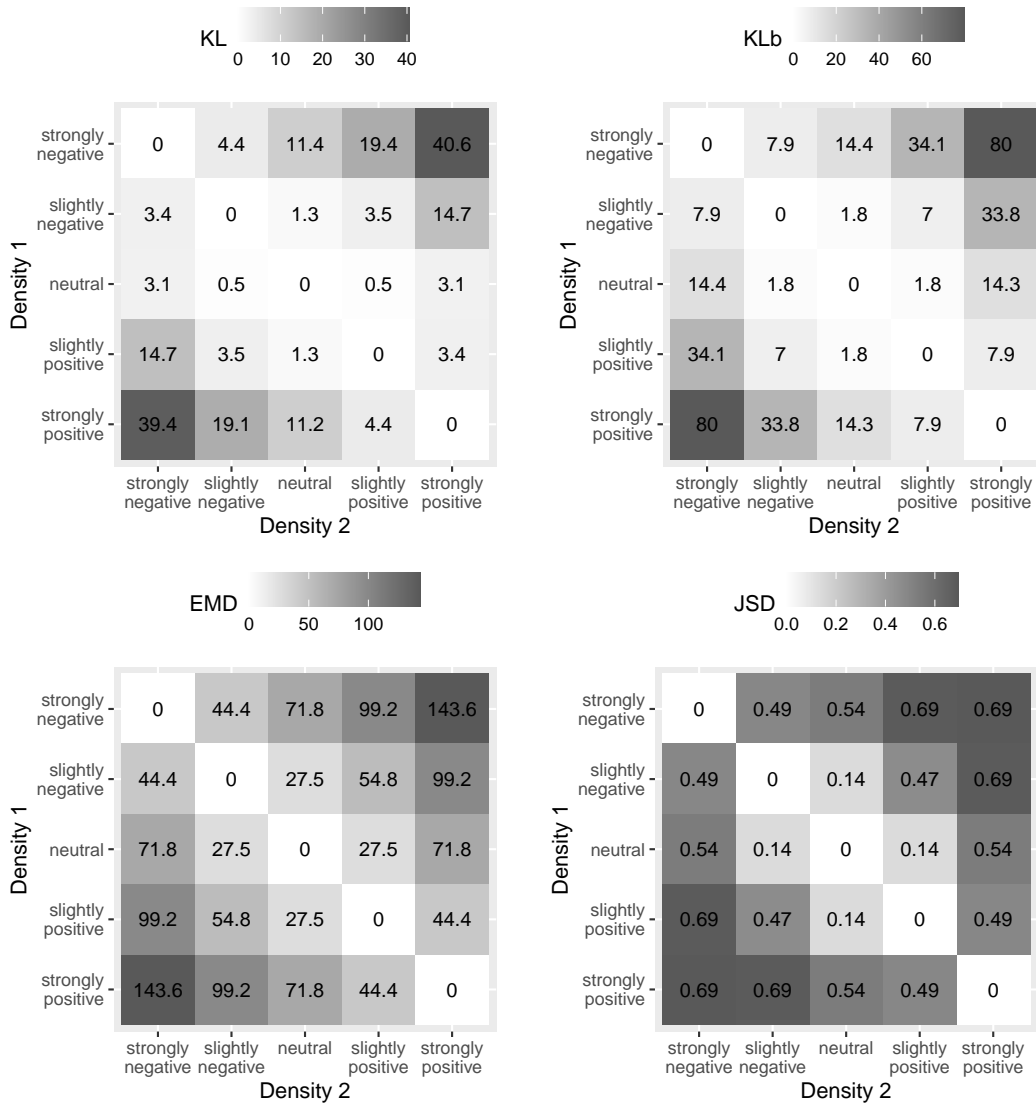 KL
0 10 20 30 40
Density 1
strongly
negative
0 4.4 11.4 19.4 40.6
slightly
negative
3.4 0 1.3 3.5 14.7
neutral
3.1 0.5 0 0.5 3.1
slightly
positive
14.7 3.5 1.3 0 3.4
strongly
positive
39.4 19.1 11.2 4.4 0
strongly slightly neutral slightly strongly
negative negative positive positive
Density 2
KLb
0 20 40 60
Density 1
strongly
negative
0 7.9 14.4 34.1 80
slightly
negative
7.9 0 1.8 7 33.8
neutral
14.4 1.8 0 1.8 14.3
slightly
positive
34.1 7 1.8 0 7.9
strongly
positive
80 33.8 14.3 7.9 0
strongly slightly neutral slightly strongly
negative negative positive positive
Density 2
EMD
0 50 100
Density 1
strongly
negative
0 44.4 71.8 99.2 143.6
slightly
negative
44.4 0 27.5 54.8 99.2
neutral
71.8 27.5 0 27.5 71.8
slightly
positive
99.2 54.8 27.5 0 44.4
strongly
positive
143.6 99.2 71.8 44.4 0
strongly slightly neutral slightly strongly
negative negative positive positive
Density 2
JSD
0.0 0.2 0.4 0.6
Density 1
strongly
negative
0 0.49 0.54 0.69 0.69
slightly
negative
0.49 0 0.14 0.47 0.69
neutral
0.54 0.14 0 0.14 0.54
slightly
positive
0.69 0.47 0.14 0 0.49
strongly
positive
0.69 0.69 0.54 0.49 0
strongly slightly neutral slightly strongly
negative negative positive positive
Density 2